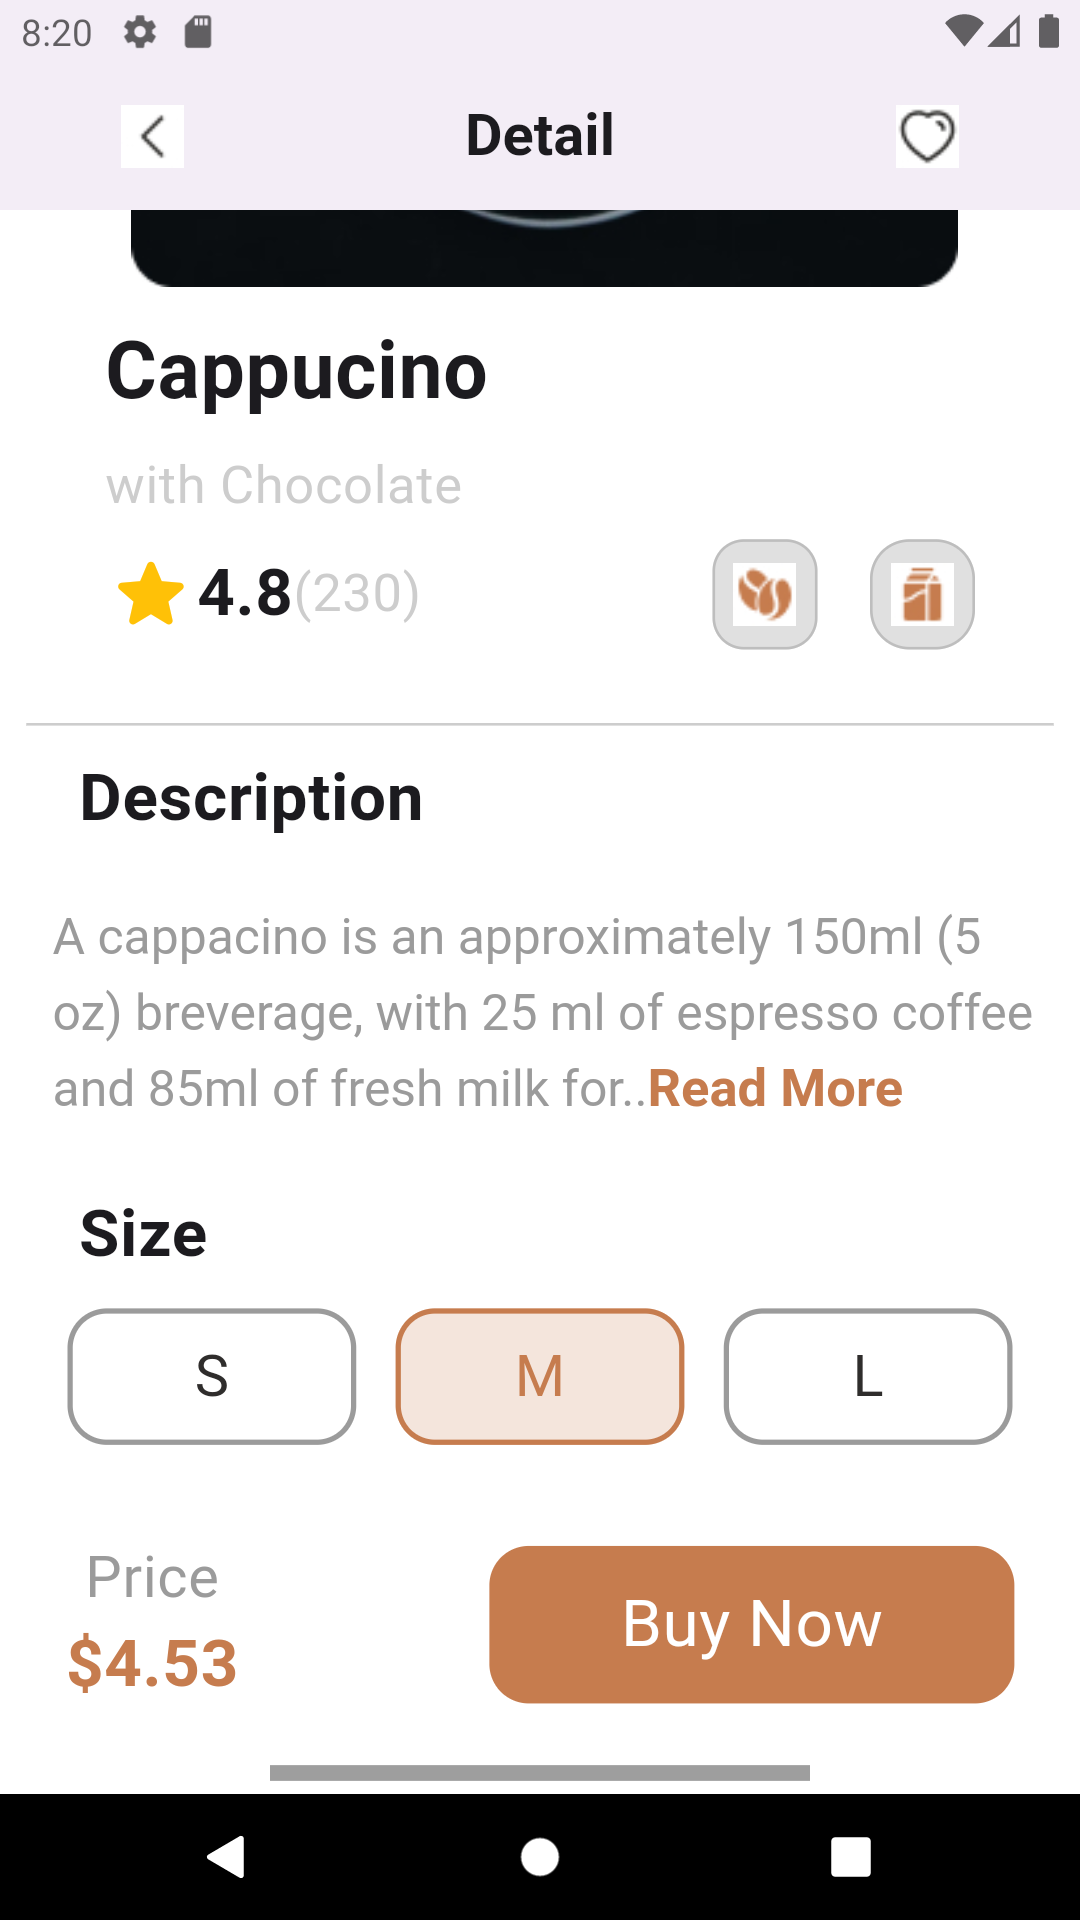 8:20
Detail
Cappucino
with Chocolate
4.8(230)
Description
A cappacino is an approximately 150ml (5
oz) breverage, with 25 ml of espresso coffee
and 85ml of fresh milk for..Read More
Size
S M L
Price
$4.53
Buy Now